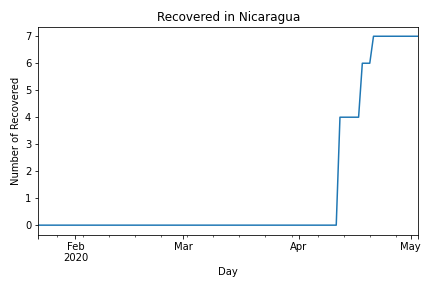 Recovered in Nicaragua
Number of Recovered
7
6
5
4
3
2
1
0
Feb
2020
Mar
Apr
May
Day